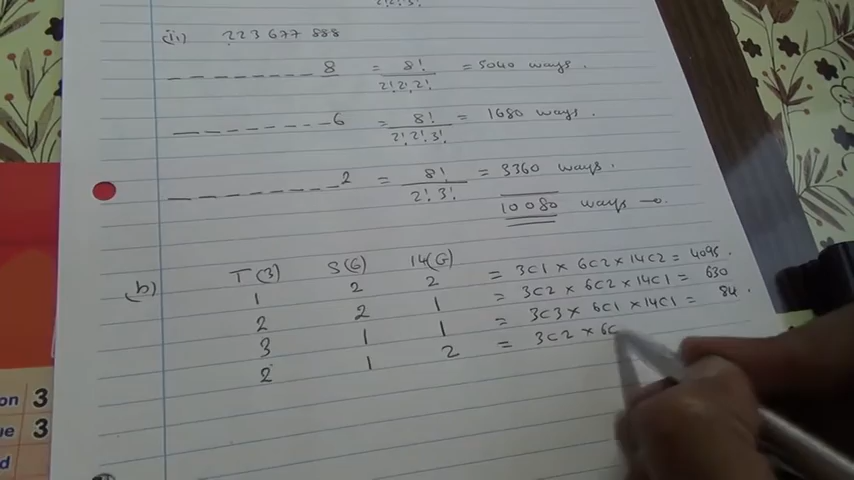 2!2!3!
(ii) 223 677 888
_ _ _ _ _ _ _ _ 8 = 8! / 2!2!2! = 5040 ways.
_ _ _ _ _ _ _ _ 6 = 8! / 2!2!3! = 1680 ways.
_ _ _ _ _ _ _ _ 2 = 8! / 2!3! = 3360 ways.
10080 ways
(b) T(3) S(6) 14(G)
1 2 2 = 3C1 × 6C2 × 14C2 = 4095.
2 2 1 = 3C2 × 6C2 × 14C1 = 630
3 1 1 = 3C3 × 6C1 × 14C1 = 84.
2 1 2 = 3C2 × 6C
on 3
ue 3
d